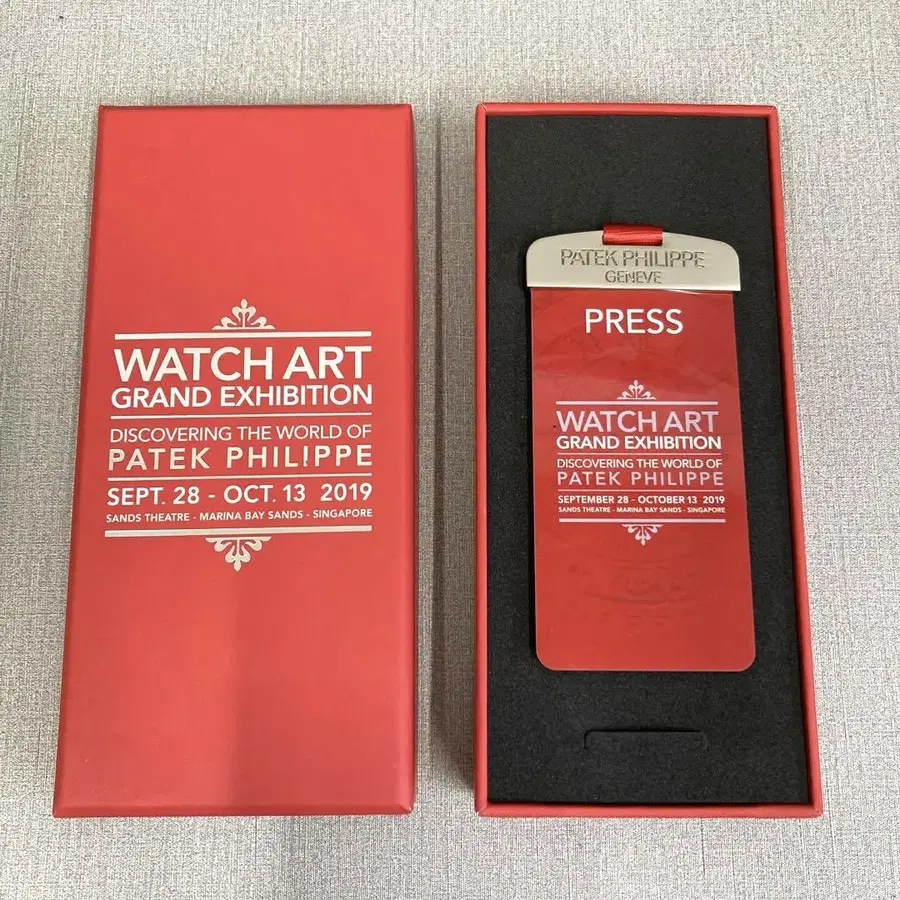 WATCH ART
GRAND EXHIBITION
DISCOVERING THE WORLD OF
PATEK PHILIPPE
SEPT. 28 - OCT. 13 2019
SANDS THEATRE - MARINA BAY SANDS - SINGAPORE
PATEK PHILIPPE
GENEVE
PRESS
WATCH ART
GRAND EXHIBITION
DISCOVERING THE WORLD OF
PATEK PHILIPPE
SEPTEMBER 28 - OCTOBER 13 2019
SANDS THEATRE - MARINA BAY SANDS - SINGAPORE